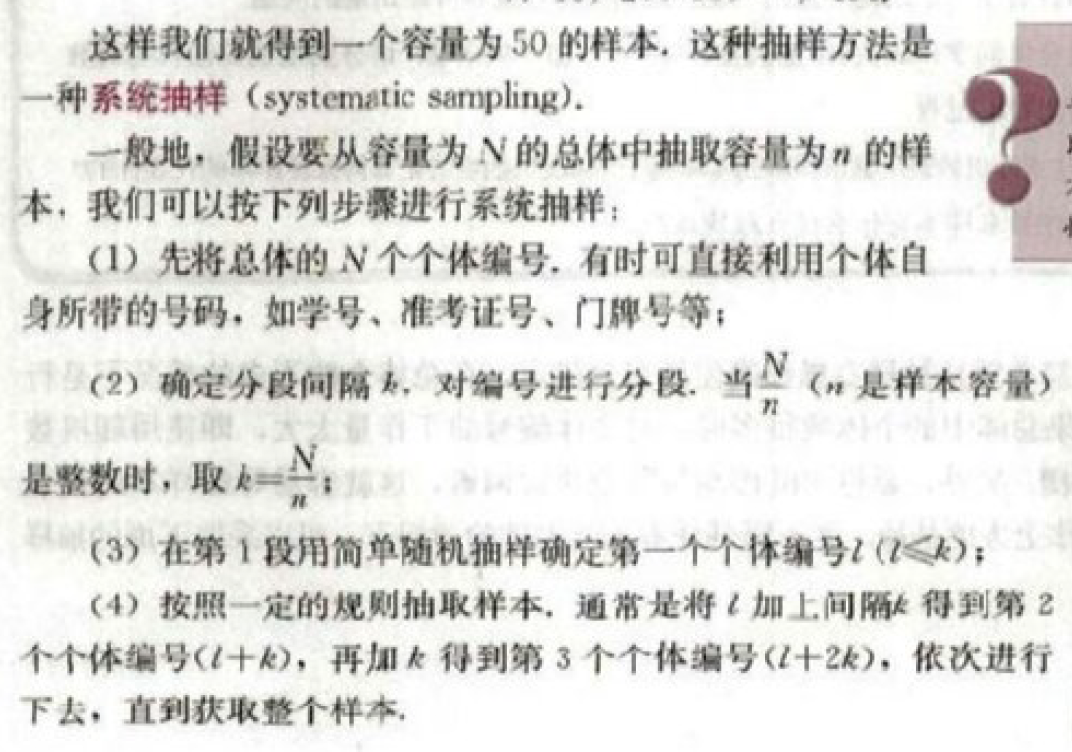 这样我们就得到一个容量为 50 的样本. 这种抽样方法是
一种系统抽样（systematic sampling）.
一般地，假设要从容量为 N 的总体中抽取容量为 n 的样
本，我们可以按下列步骤进行系统抽样：
（1）先将总体的 N 个个体编号. 有时可直接利用个体自
身所带的号码，如学号、准考证号、门牌号等；
（2）确定分段间隔 k，对编号进行分段. 当 N/n（n 是样本容量）
是整数时，取 k=N/n；
（3）在第 1 段用简单随机抽样确定第一个个体编号 l (l≤k)；
（4）按照一定的规则抽取样本. 通常是将 l 加上间隔 k 得到第 2
个个体编号(l+k)，再加 k 得到第 3 个个体编号(l+2k)，依次进行
下去，直到获取整个样本.